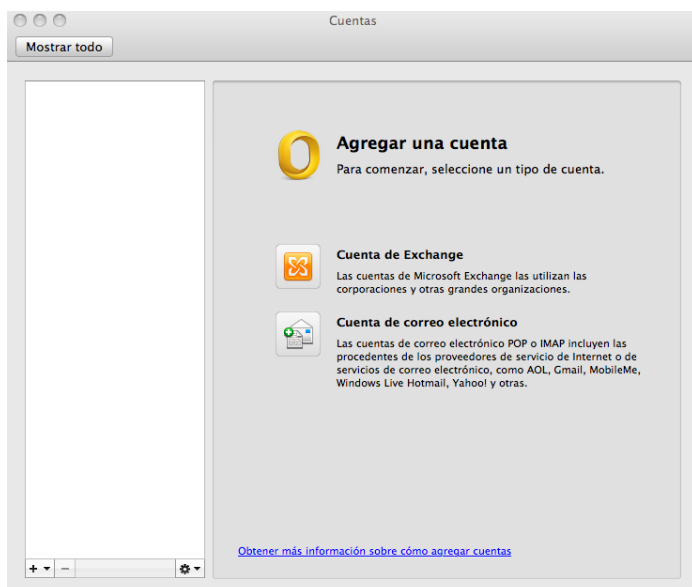 Cuentas
Mostrar todo
Agregar una cuenta
Para comenzar, seleccione un tipo de cuenta.
Cuenta de Exchange
Las cuentas de Microsoft Exchange las utilizan las
corporaciones y otras grandes organizaciones.
Cuenta de correo electrónico
Las cuentas de correo electrónico POP o IMAP incluyen las
procedentes de los proveedores de servicio de Internet o de
servicios de correo electrónico, como AOL, Gmail, MobileMe,
Windows Live Hotmail, Yahoo! y otras.
Obtener más información sobre cómo agregar cuentas